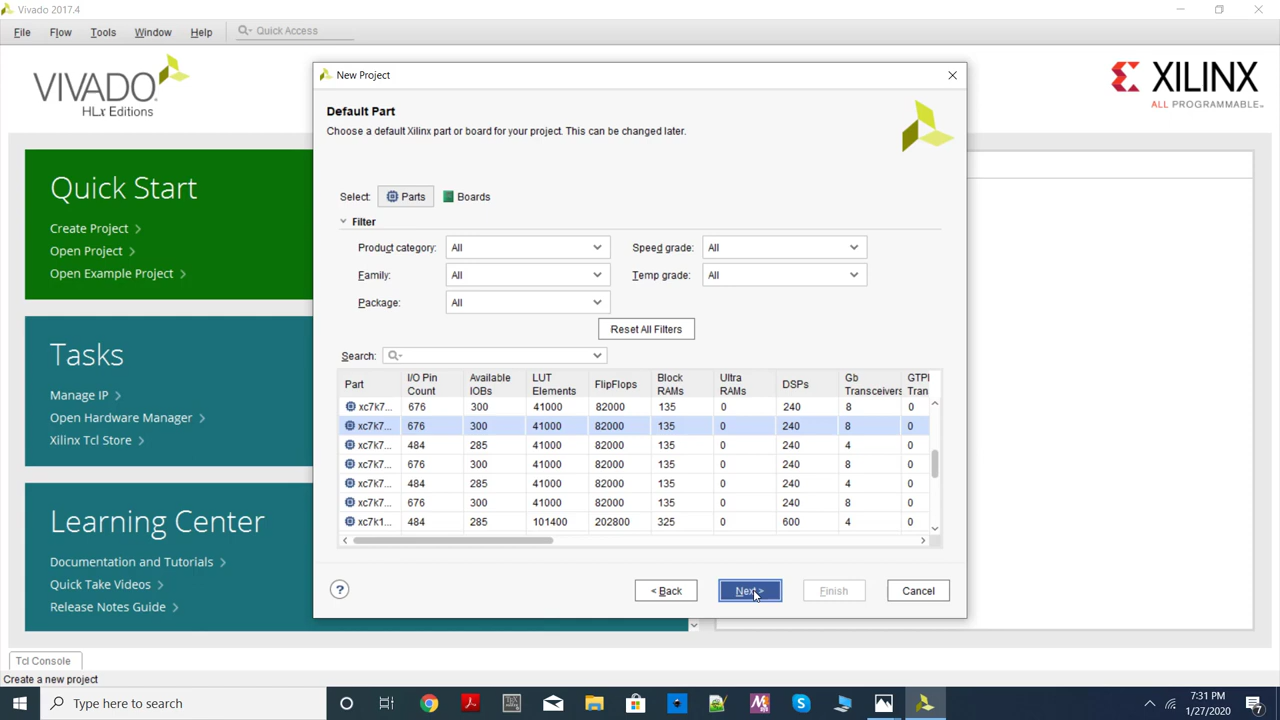 Vivado 2017.4
File Flow Tools Window Help Quick Access
VIVADO
HLx Editions
XILINX
ALL PROGRAMMABLE
Quick Start
Create Project >
Open Project >
Open Example Project >
Tasks
Manage IP >
Open Hardware Manager >
Xilinx Tcl Store >
Learning Center
Documentation and Tutorials >
Quick Take Videos >
Release Notes Guide >
New Project
Default Part
Choose a default Xilinx part or board for your project. This can be changed later.
Select: Parts Boards
Filter
Product category: All Speed grade: All
Family: All Temp grade: All
Package: All
Reset All Filters
Search:
Part I/O Pin Count Available IOBs LUT Elements FlipFlops Block RAMs Ultra RAMs DSPs Gb Transceivers GTPI Tran
xc7k7... 676 300 41000 82000 135 0 240 8 0
xc7k7... 676 300 41000 82000 135 0 240 8 0
xc7k7... 484 285 41000 82000 135 0 240 4 0
xc7k7... 676 300 41000 82000 135 0 240 8 0
xc7k7... 484 285 41000 82000 135 0 240 4 0
xc7k7... 676 300 41000 82000 135 0 240 8 0
xc7k1... 484 285 101400 202800 325 0 600 4 0
? < Back Next > Finish Cancel
Tcl Console
Create a new project
Type here to search
7:31 PM
1/27/2020
7